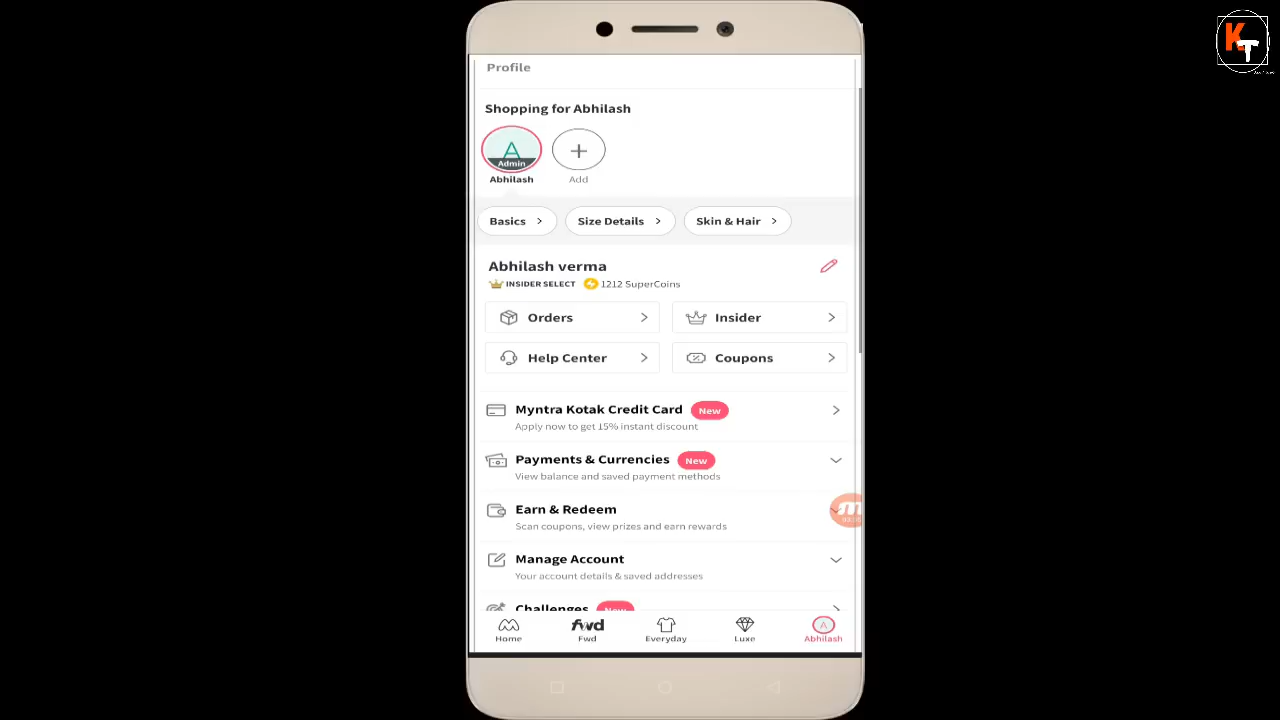 KT
Profile
Shopping for Abhilash
A
Admin
Abhilash
Add
Basics
Size Details
Skin & Hair
Abhilash verma
INSIDER SELECT
1212 SuperCoins
Orders
Insider
Help Center
Coupons
Myntra Kotak Credit Card New
Apply now to get 15% instant discount
Payments & Currencies New
View balance and saved payment methods
Earn & Redeem
Scan coupons, view prizes and earn rewards
Manage Account
Your account details & saved addresses
Challenges New
Home
fwd
Fwd
Everyday
Luxe
A
Abhilash